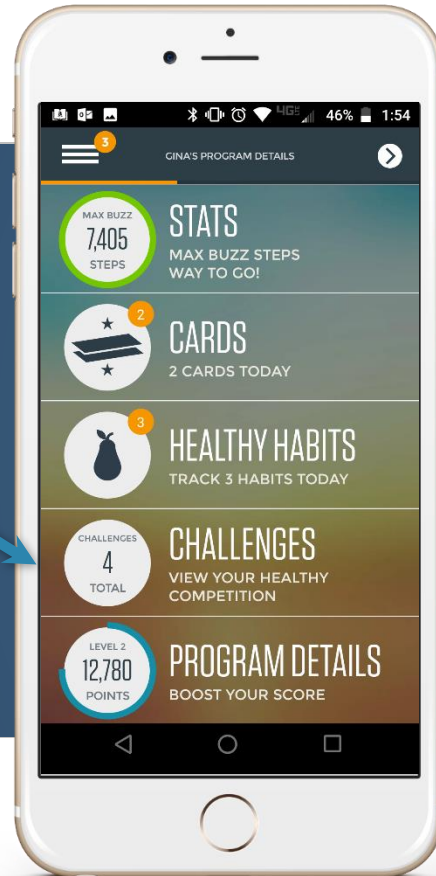 46% 1:54
3
GINA'S PROGRAM DETAILS
MAX BUZZ
7,405
STEPS
STATS
MAX BUZZ STEPS
WAY TO GO!
2
CARDS
2 CARDS TODAY
3
HEALTHY HABITS
TRACK 3 HABITS TODAY
CHALLENGES
4
TOTAL
CHALLENGES
VIEW YOUR HEALTHY
COMPETITION
LEVEL 2
12,780
POINTS
PROGRAM DETAILS
BOOST YOUR SCORE